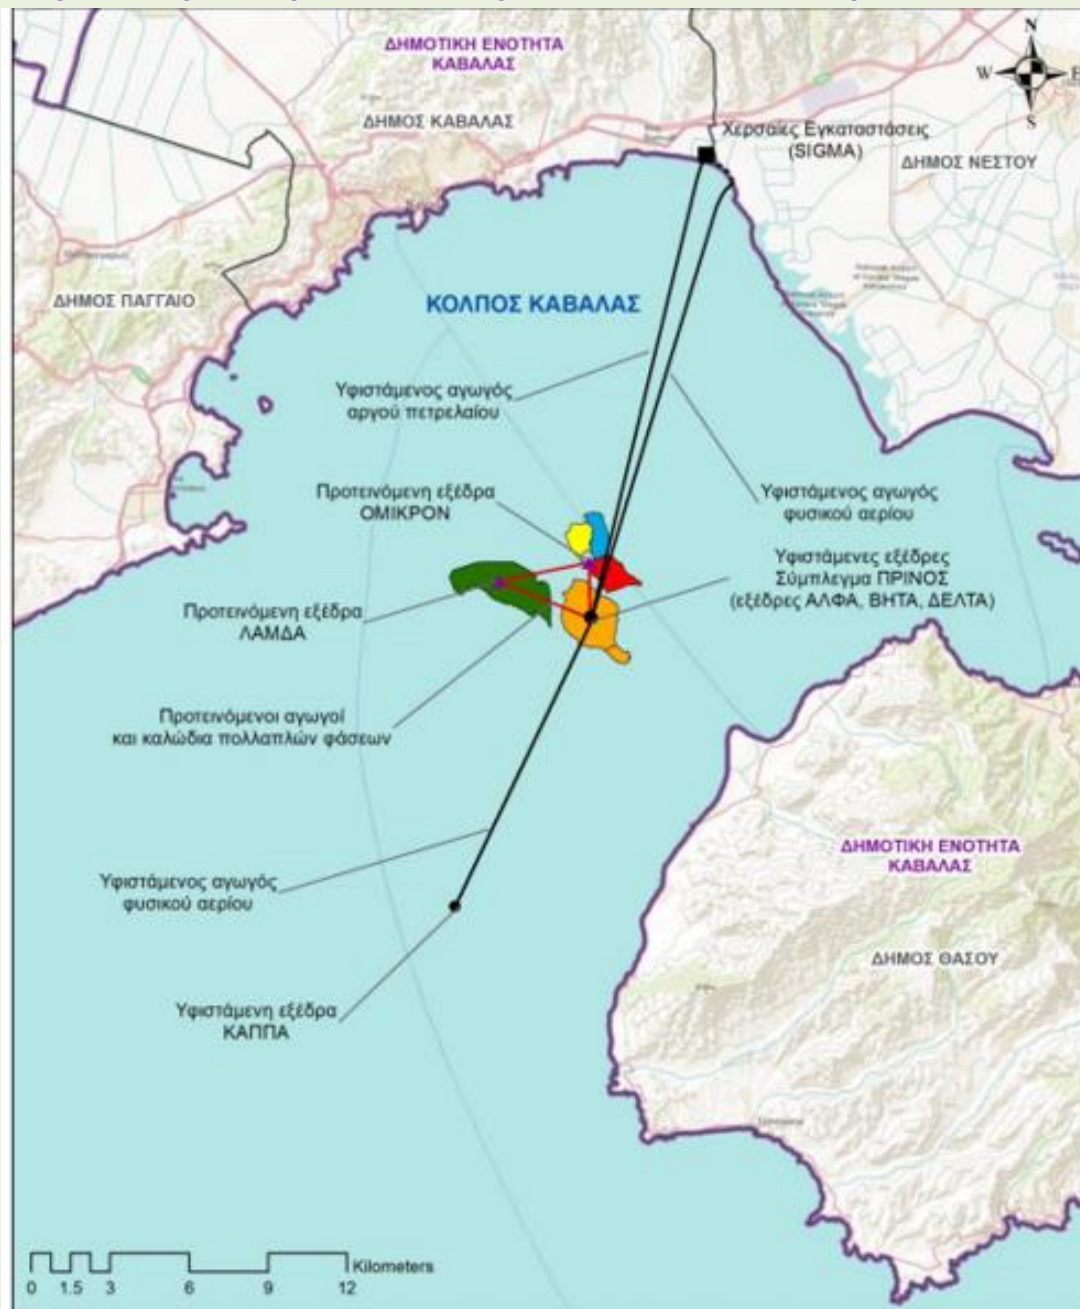 ΔΗΜΟΤΙΚΗ ΕΝΟΤΗΤΑ
ΚΑΒΑΛΑΣ
N
W
E
S
ΔΗΜΟΣ ΚΑΒΑΛΑΣ
Χερσαίες Εγκαταστάσεις
(SIGMA)
ΔΗΜΟΣ ΝΕΣΤΟΥ
ΔΗΜΟΣ ΠΑΓΓΑΙΟ
ΚΟΛΠΟΣ ΚΑΒΑΛΑΣ
Υφιστάμενος αγωγός
αργού πετρελαίου
Προτεινόμενη εξέδρα
ΟΜΙΚΡΟΝ
Υφιστάμενος αγωγός
φυσικού αερίου
Υφιστάμενες εξέδρες
Σύμπλεγμα ΠΡΙΝΟΣ
(εξέδρες ΑΛΦΑ, ΒΗΤΑ, ΔΕΛΤΑ)
Προτεινόμενη εξέδρα
ΛΑΜΔΑ
Προτεινόμενοι αγωγοί
και καλώδια πολλαπλών φάσεων
ΔΗΜΟΤΙΚΗ ΕΝΟΤΗΤΑ
ΚΑΒΑΛΑΣ
Υφιστάμενος αγωγός
φυσικού αερίου
ΔΗΜΟΣ ΘΑΣΟΥ
Υφιστάμενη εξέδρα
ΚΑΠΠΑ
Kilometers
0 1.5 3 6 9 12